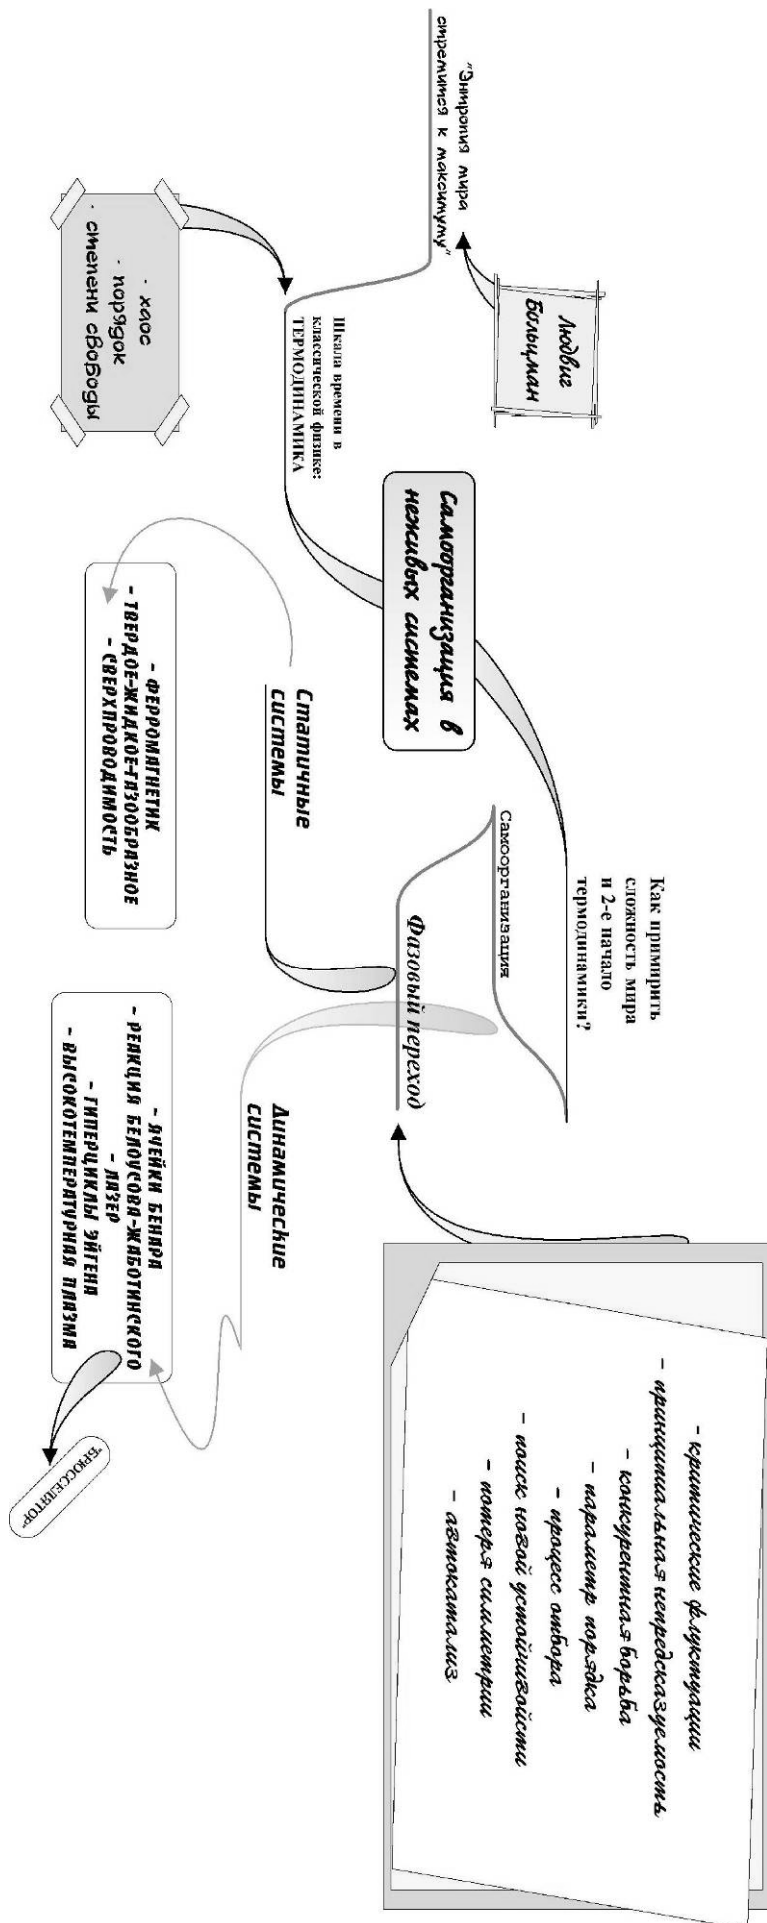 "Энтропия мира
стремится к максимуму"
Людвиг
Больцман
· хаос
· порядок
· степени свободы
Шкала времени в
классической физике:
ТЕРМОДИНАМИКА
Самоорганизация в
неживых системах
Как примирить
сложность мира
и 2-е начало
термодинамики?
Самоорганизация
Фазовый переход
Статичные
системы
- ФЕРРОМАГНЕТИК
- ТВЕРДОЕ-ЖИДКОЕ-ГАЗООБРАЗНОЕ
- СВЕРХПРОВОДИМОСТЬ
Динамические
системы
- ЯЧЕЙКИ БЕНАРА
- РЕАКЦИЯ БЕЛОУСОВА-ЖАБОТИНСКОГО
- ЛАЗЕР
- ГИПЕРЦИКЛЫ ЭЙГЕНА
- ВЫСОКОТЕМПЕРАТУРНАЯ ПЛАЗМА
"БРЮССЕЛЯТОР"
- критические флуктуации
- принципиальная непредсказуемость
- конкурентная борьба
- параметр порядка
- процесс отбора
- поиск новой устойчивойсти
- потеря симметрии
- автокатализ